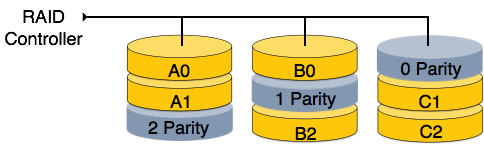 RAID
Controller
A0
A1
2 Parity
B0
1 Parity
B2
0 Parity
C1
C2